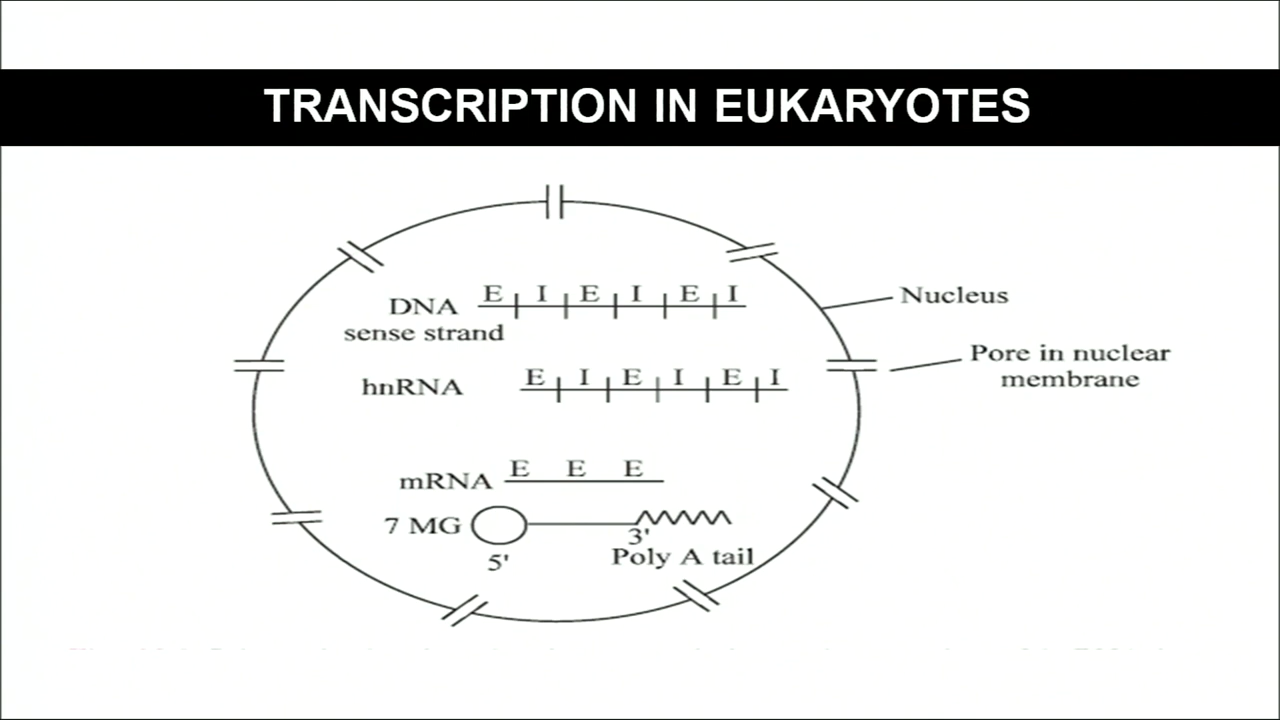 TRANSCRIPTION IN EUKARYOTES
E I E I E I
DNA
sense strand
Nucleus
Pore in nuclear
membrane
E I E I E I
hnRNA
E E E
mRNA
7 MG
3'
5'
Poly A tail